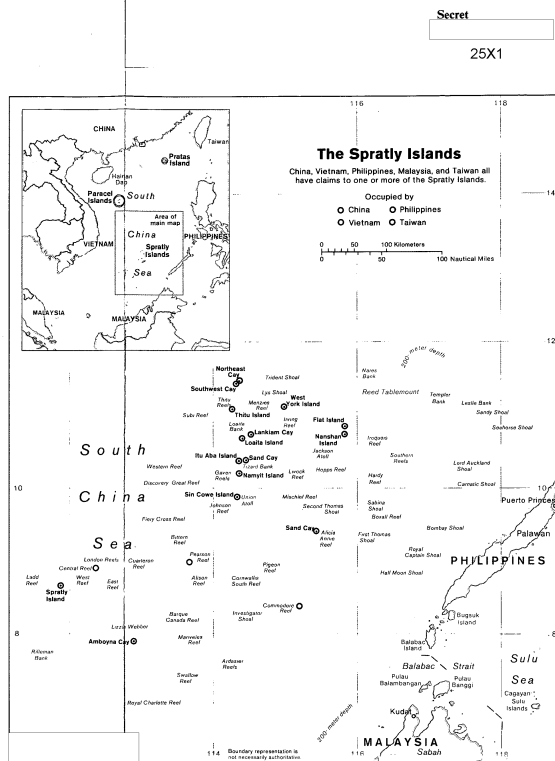 Secret
25X1
116
118
CHINA
Taiwan
Pratas
Island
Hainan
Dao
Paracel
Islands
South
China
Sea
Area of
main map
Spratly
Islands
VIETNAM
PHILIPPINES
MALAYSIA
MALAYSIA
The Spratly Islands
China, Vietnam, Philippines, Malaysia, and Taiwan all
have claims to one or more of the Spratly Islands.
Occupied by
China
Philippines
Vietnam
Taiwan
0 50 100 Kilometers
0 50 100 Nautical Miles
14
12
200-meter depth
Northeast
Cay
Southwest Cay
Trident Shoal
Nares
Bank
Lys Shoal
West
York Island
Reed Tablemount
Templer
Bank
Leslie Bank
Sandy Shoal
Seahorse Shoal
Thitu
Reefs
Menzies
Reef
Subi Reef
Thitu Island
Irving
Reef
Flat Island
Loaita
Bank
Lankiam Cay
Loaita Island
Nanshan
Island
Iroquois
Reef
Jackson
Atoll
Itu Aba Island
Sand Cay
Western Reef
Tizard Bank
Gaven
Reefs
Namyit Island
Lwook
Reef
Hopps Reef
Southern
Reefs
Lord Auckland
Shoal
Hardy
Reef
Carnatic Shoal
Discovery Great Reef
10
South
China
Sea
Sin Cowe Island
Union
Atoll
Johnson
Reef
Mischief Reef
Second Thomas
Shoal
Sabina
Shoal
Boxall Reef
Puerto Princesa
Fiery Cross Reef
Sand Cay
Alicia
Annie
Reef
First Thomas
Shoal
Bombay Shoal
Palawan
Royal
Captain Shoal
PHILIPPINES
Half Moon Shoal
London Reefs
Central Reef
Cuarteron
Reef
Pearson
Reef
Pigeon
Reef
Ladd
Reef
West
Reef
East
Reef
Alison
Reef
Cornwallis
South Reef
Spratly
Island
Commodore
Reef
Barque
Canada Reef
Investigator
Shoal
Bugsuk
Island
8
Amboyna Cay
Mariveles
Reef
Balabac
Island
8
Rifleman
Bank
Ardasier
Reefs
Balabac Strait
Sulu
Sea
Swallow
Reef
Pulau
Balambangan
Pulau
Banggi
Cagayan
Sulu
Islands
Royal Charlotte Reef
200-meter depth
Kudat
MALAYSIA
Sabah
114
116
118
Boundary representation is
not necessarily authoritative.